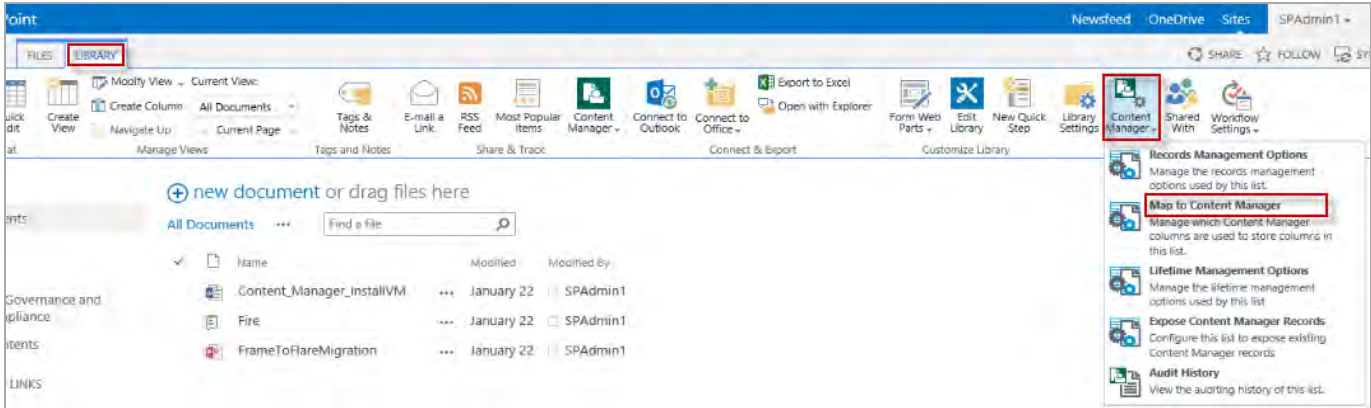 Point Newsfeed OneDrive Sites SPAdmin1
FILES LIBRARY SHARE FOLLOW
Modify View Current View: Export to Excel
Create Column All Documents Open with Explorer
Navigate Up Current Page
Create View
Tags & Notes
E-mail a Link
RSS Feed
Most Popular Items
Content Manager
Connect to Outlook
Connect to Office
Form Web Parts
Edit Library
New Quick Step
Library Settings
Content Manager
Shared With
Workflow Settings
Manage Views Tags and Notes Share & Track Connect & Export Customize Library
new document or drag files here
All Documents ••• Find a file
Name Modified Modified By
Content_Manager_InstallVM ••• January 22 SPAdmin1
Fire ••• January 22 SPAdmin1
FrameToFlareMigration ••• January 22 SPAdmin1
Governance and
LINKS
Records Management Options
Manage the records management
options used by this list.
Map to Content Manager
Manage which Content Manager
columns are used to store columns in
this list.
Lifetime Management Options
Manage the lifetime management
options used by this list
Expose Content Manager Records
Configure this list to expose existing
Content Manager records
Audit History
View the auditing history of this list.